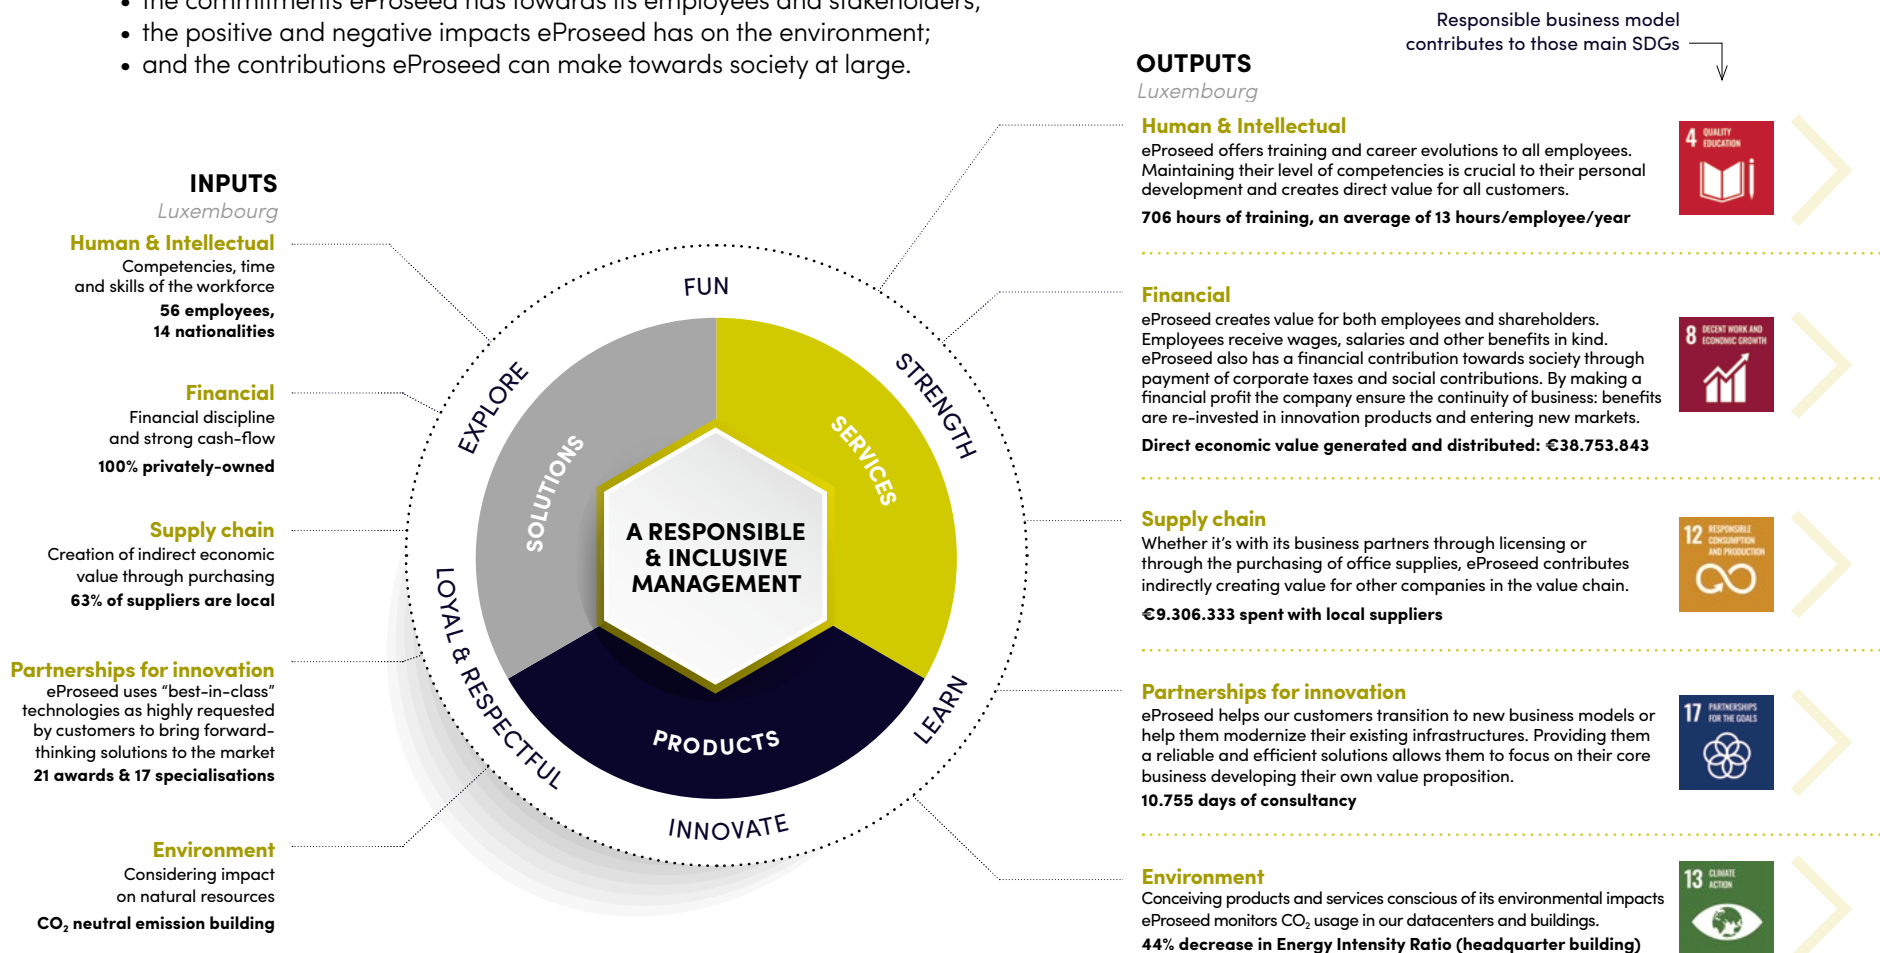 • the commitments eProseed has towards its employees and stakeholders;
• the positive and negative impacts eProseed has on the environment;
• and the contributions eProseed can make towards society at large.
Responsible business model
contributes to those main SDGs
INPUTS
Luxembourg
Human & Intellectual
Competencies, time
and skills of the workforce
56 employees,
14 nationalities
Financial
Financial discipline
and strong cash-flow
100% privately-owned
Supply chain
Creation of indirect economic
value through purchasing
63% of suppliers are local
Partnerships for innovation
eProseed uses “best-in-class”
technologies as highly requested
by customers to bring forward-
thinking solutions to the market
21 awards & 17 specialisations
Environment
Considering impact
on natural resources
CO₂ neutral emission building
FUN
STRENGTH
LEARN
INNOVATE
LOYAL & RESPECTFUL
EXPLORE
SOLUTIONS
SERVICES
PRODUCTS
A RESPONSIBLE
& INCLUSIVE
MANAGEMENT
OUTPUTS
Luxembourg
Human & Intellectual
eProseed offers training and career evolutions to all employees.
Maintaining their level of competencies is crucial to their personal
development and creates direct value for all customers.
706 hours of training, an average of 13 hours/employee/year
4 QUALITY
EDUCATION
Financial
eProseed creates value for both employees and shareholders.
Employees receive wages, salaries and other benefits in kind.
eProseed also has a financial contribution towards society through
payment of corporate taxes and social contributions. By making a
financial profit the company ensure the continuity of business: benefits
are re-invested in innovation products and entering new markets.
Direct economic value generated and distributed: €38.753.843
8 DECENT WORK AND
ECONOMIC GROWTH
Supply chain
Whether it’s with its business partners through licensing or
through the purchasing of office supplies, eProseed contributes
indirectly creating value for other companies in the value chain.
€9.306.333 spent with local suppliers
12 RESPONSIBLE
CONSUMPTION
AND PRODUCTION
Partnerships for innovation
eProseed helps our customers transition to new business models or
help them modernize their existing infrastructures. Providing them
a reliable and efficient solutions allows them to focus on their core
business developing their own value proposition.
10.755 days of consultancy
17 PARTNERSHIPS
FOR THE GOALS
Environment
Conceiving products and services conscious of its environmental impacts
eProseed monitors CO₂ usage in our datacenters and buildings.
44% decrease in Energy Intensity Ratio (headquarter building)
13 CLIMATE
ACTION